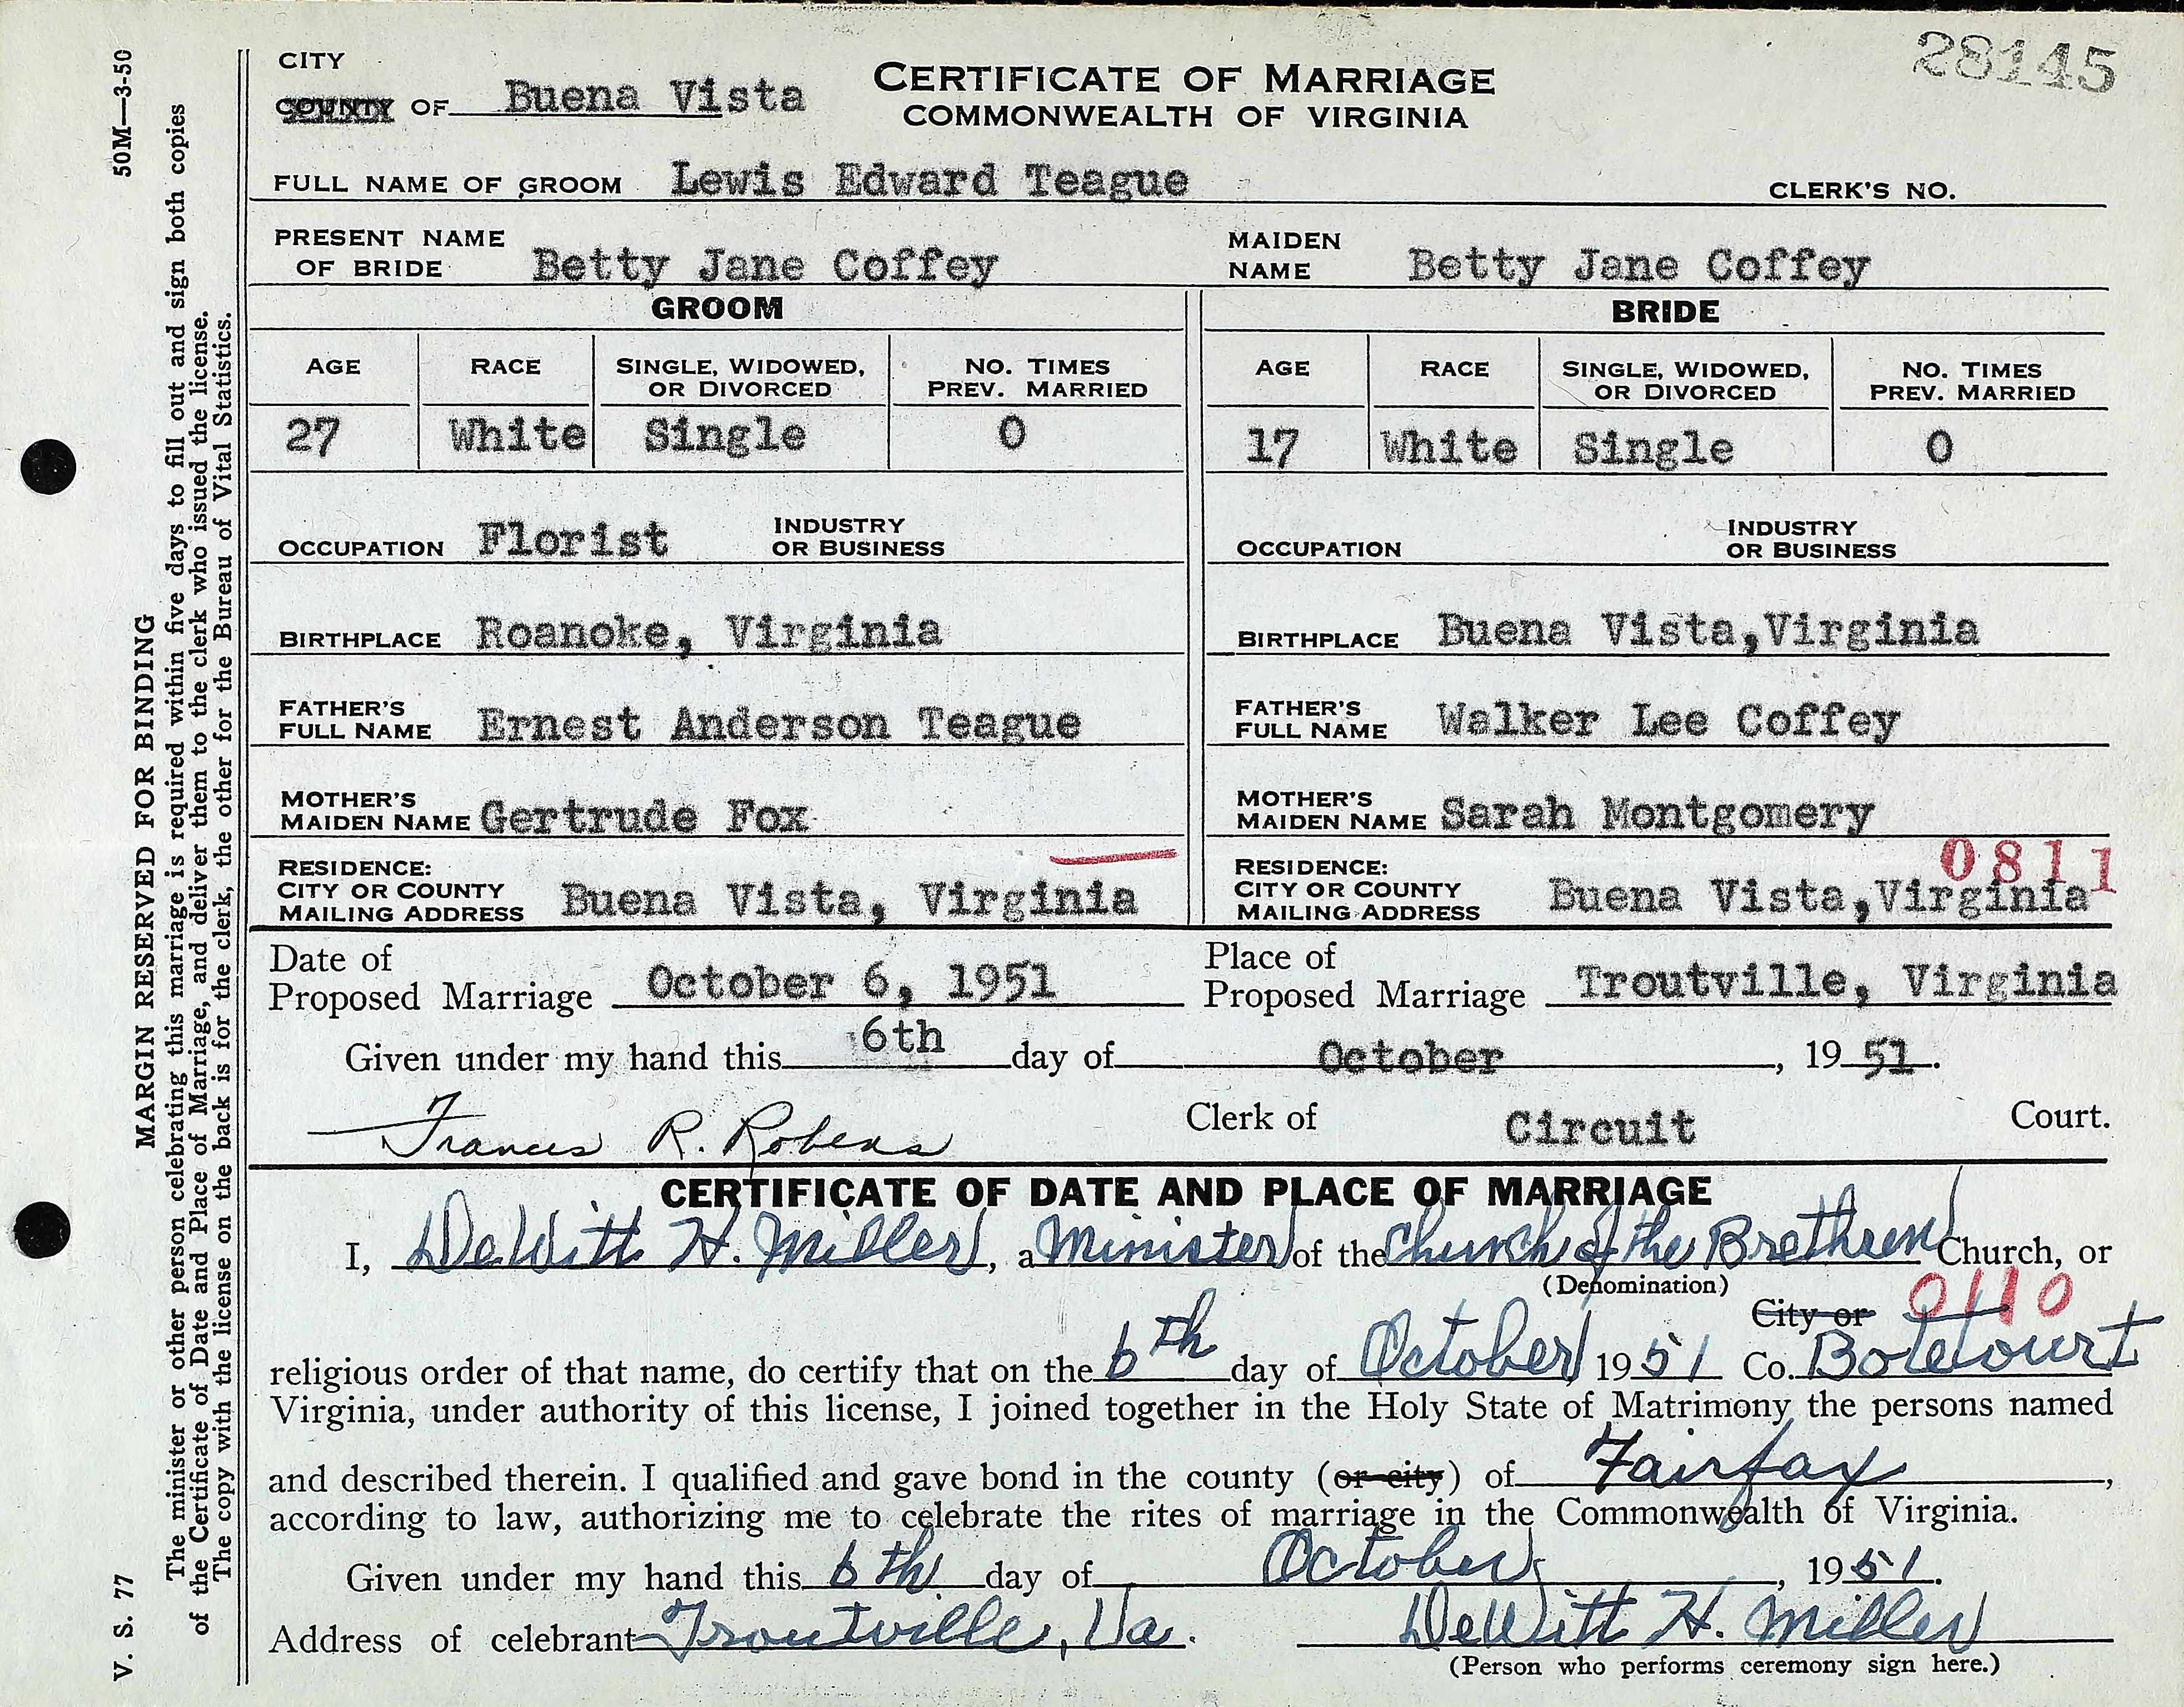 28145
CITY
COUNTY OF Buena Vista
CERTIFICATE OF MARRIAGE
COMMONWEALTH OF VIRGINIA
FULL NAME OF GROOM Lewis Edward Teague CLERK'S NO.
PRESENT NAME OF BRIDE Betty Jane Coffey MAIDEN NAME Betty Jane Coffey
GROOM BRIDE
AGE RACE SINGLE, WIDOWED, OR DIVORCED NO. TIMES PREV. MARRIED AGE RACE SINGLE, WIDOWED, OR DIVORCED NO. TIMES PREV. MARRIED
27 White Single 0 17 White Single 0
OCCUPATION Florist INDUSTRY OR BUSINESS OCCUPATION INDUSTRY OR BUSINESS
BIRTHPLACE Roanoke, Virginia BIRTHPLACE Buena Vista,Virginia
FATHER'S FULL NAME Ernest Anderson Teague FATHER'S FULL NAME Walker Lee Coffey
MOTHER'S MAIDEN NAME Gertrude Fox MOTHER'S MAIDEN NAME Sarah Montgomery
0811
RESIDENCE: CITY OR COUNTY MAILING ADDRESS Buena Vista, Virginia RESIDENCE: CITY OR COUNTY MAILING ADDRESS Buena Vista,Virginia
Date of Proposed Marriage October 6, 1951 Place of Proposed Marriage Troutville, Virginia
Given under my hand this 6th day of October, 1951.
Frances R. Robens Clerk of Circuit Court.
CERTIFICATE OF DATE AND PLACE OF MARRIAGE
I, DeWitt H. Miller, a Minister of the Church of the Brethren Church, or
(Denomination)
City or 0110
religious order of that name, do certify that on the 6th day of October 1951 Co. Botetourt
Virginia, under authority of this license, I joined together in the Holy State of Matrimony the persons named
and described therein. I qualified and gave bond in the county (or city) of Fairfax,
according to law, authorizing me to celebrate the rites of marriage in the Commonwealth of Virginia.
Given under my hand this 6th day of October, 1951.
Address of celebrant Troutville, Va. DeWitt H. Miller
(Person who performs ceremony sign here.)
V. S. 77 MARGIN RESERVED FOR BINDING 50M—3-50
The minister or other person celebrating this marriage is required within five days to fill out and sign both copies
of the Certificate of Date and Place of Marriage, and deliver them to the clerk who issued the license.
The copy with the license on the back is for the clerk, the other for the Bureau of Vital Statistics.